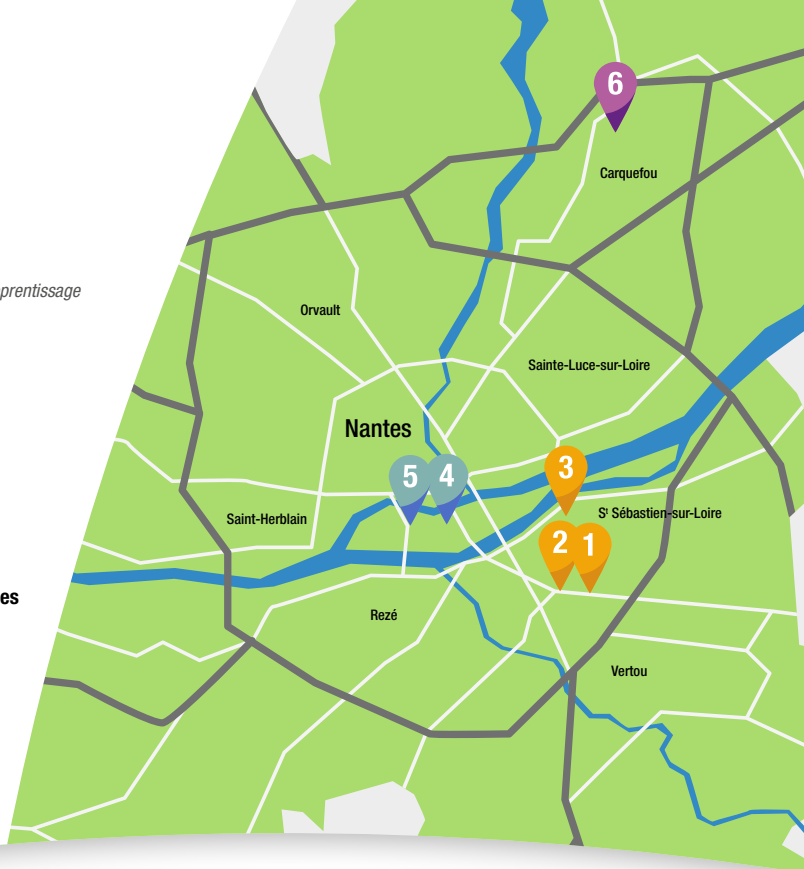 6
Carquefou
prentissage
Orvault
Sainte-Luce-sur-Loire
Nantes
5 4 3
Saint-Herblain
St Sébastien-sur-Loire
2 1
es
Rezé
Vertou